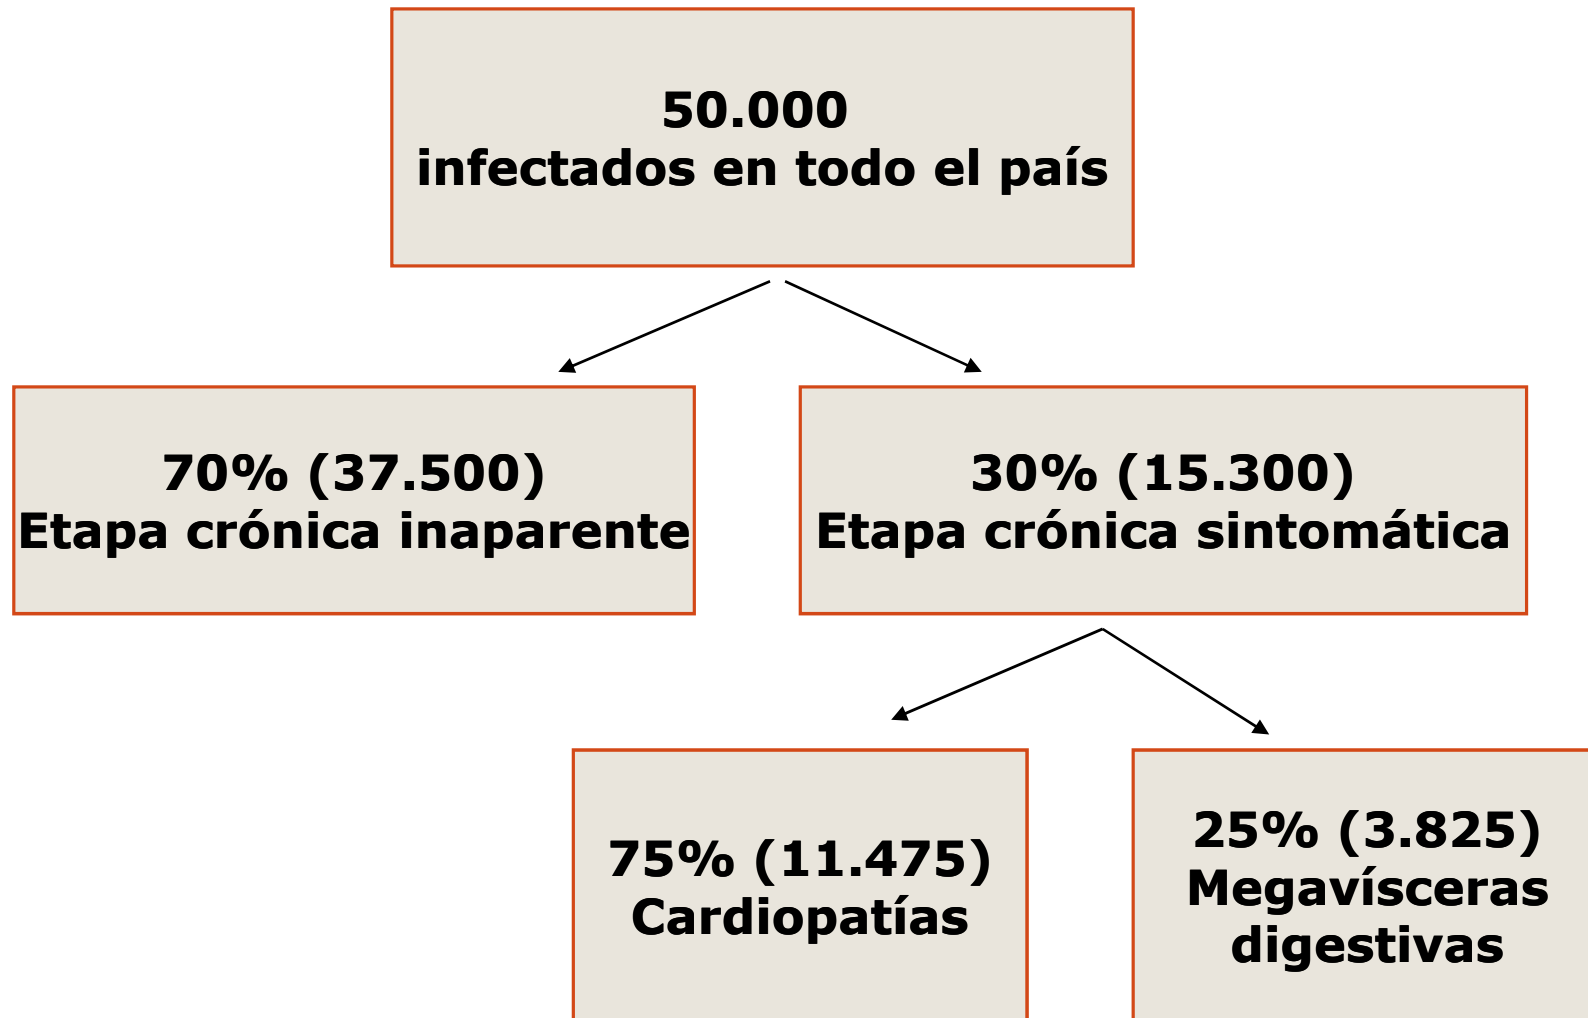 50.000
infectados en todo el país
70% (37.500)
Etapa crónica inaparente
30% (15.300)
Etapa crónica sintomática
75% (11.475)
Cardiopatías
25% (3.825)
Megavísceras
digestivas